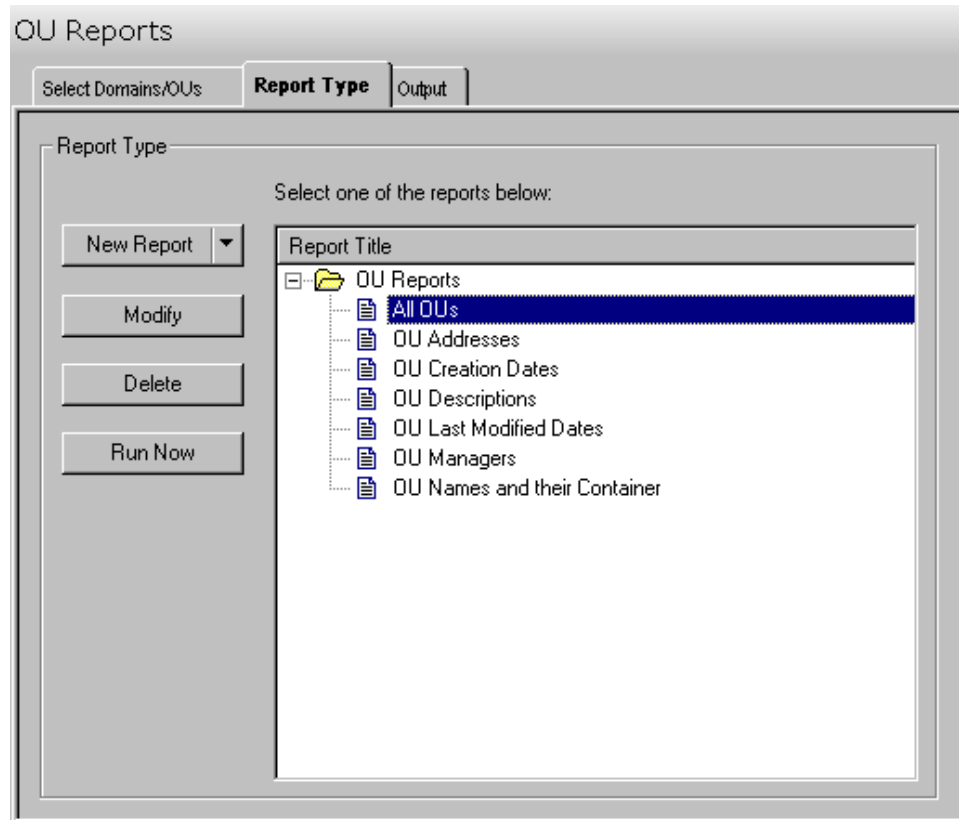 OU Reports
Select Domains/OUs
Report Type
Output
Report Type
Select one of the reports below:
New Report
Modify
Delete
Run Now
Report Title
OU Reports
All OUs
OU Addresses
OU Creation Dates
OU Descriptions
OU Last Modified Dates
OU Managers
OU Names and their Container